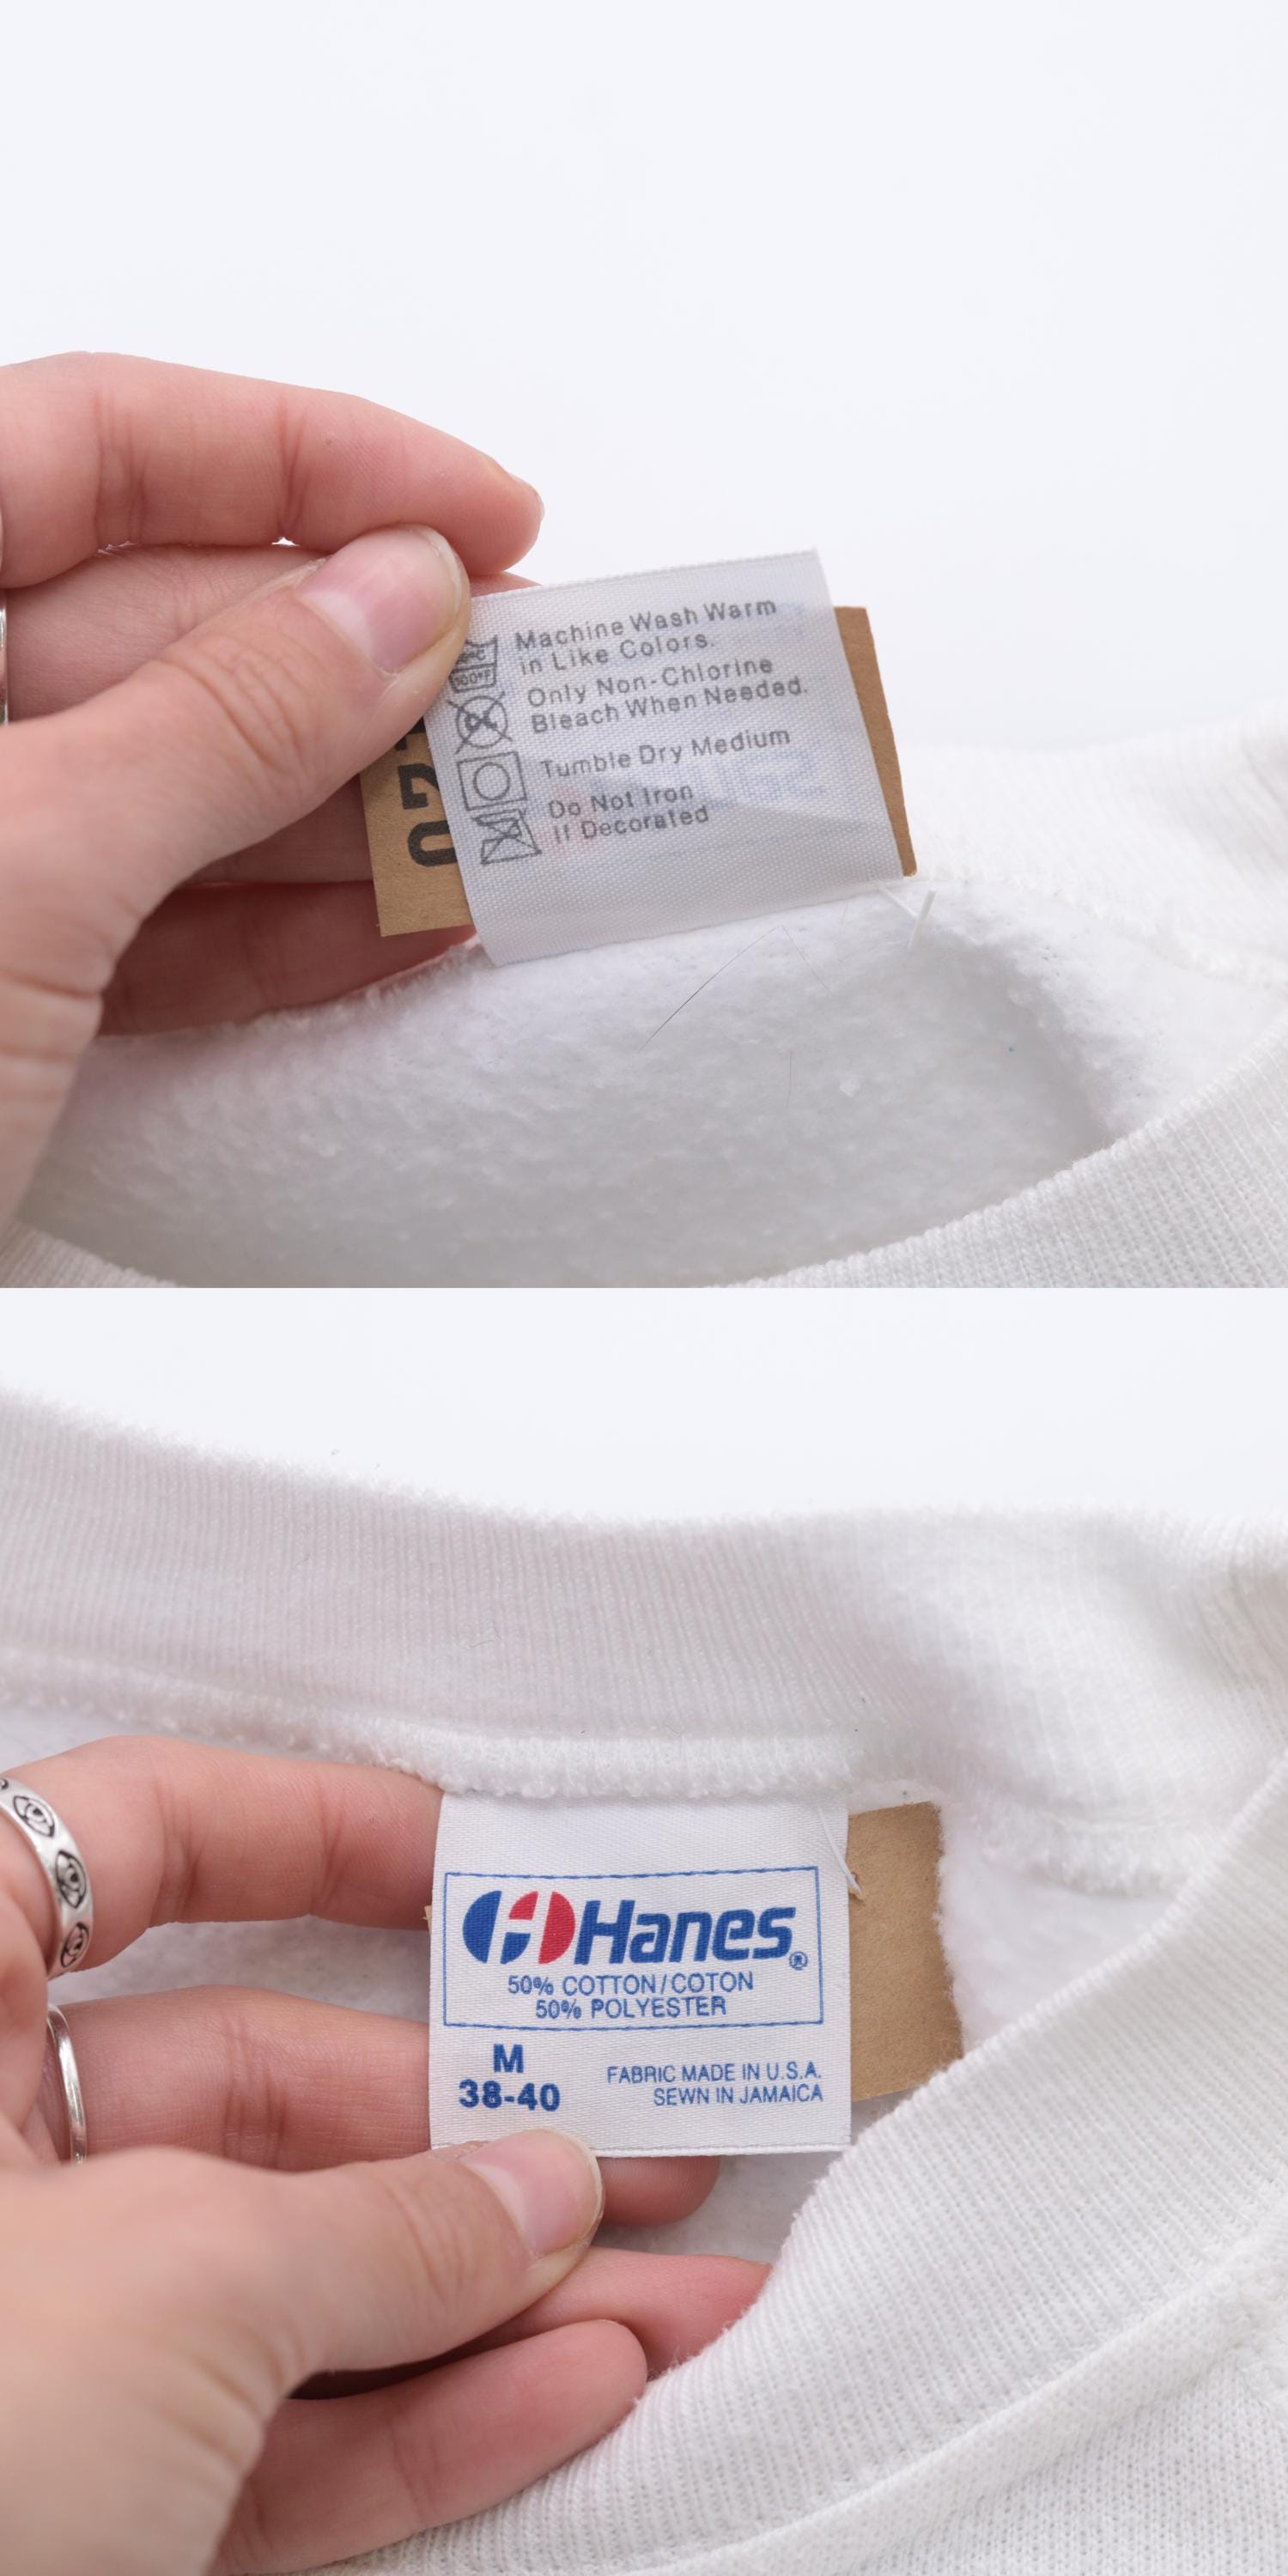 Machine Wash Warm
in Like Colors.
Only Non-Chlorine
Bleach When Needed.
Tumble Dry Medium
Do Not Iron
If Decorated
Hanes®
50% COTTON/COTON
50% POLYESTER
M
38-40
FABRIC MADE IN U.S.A.
SEWN IN JAMAICA